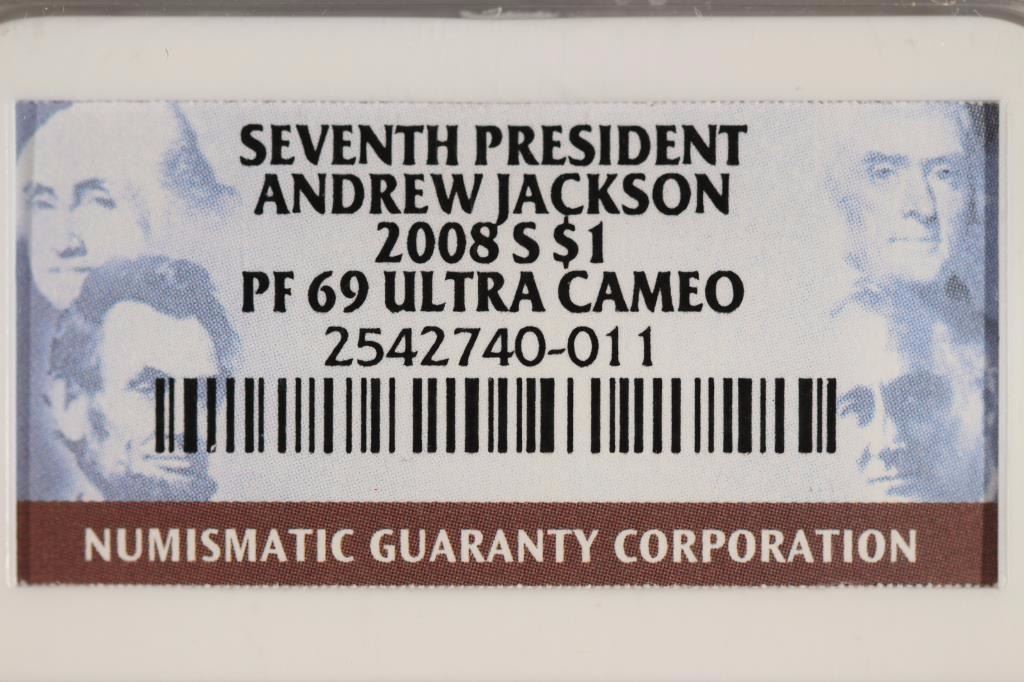 SEVENTH PRESIDENT
ANDREW JACKSON
2008 S $1
PF 69 ULTRA CAMEO
2542740-011
NUMISMATIC GUARANTY CORPORATION